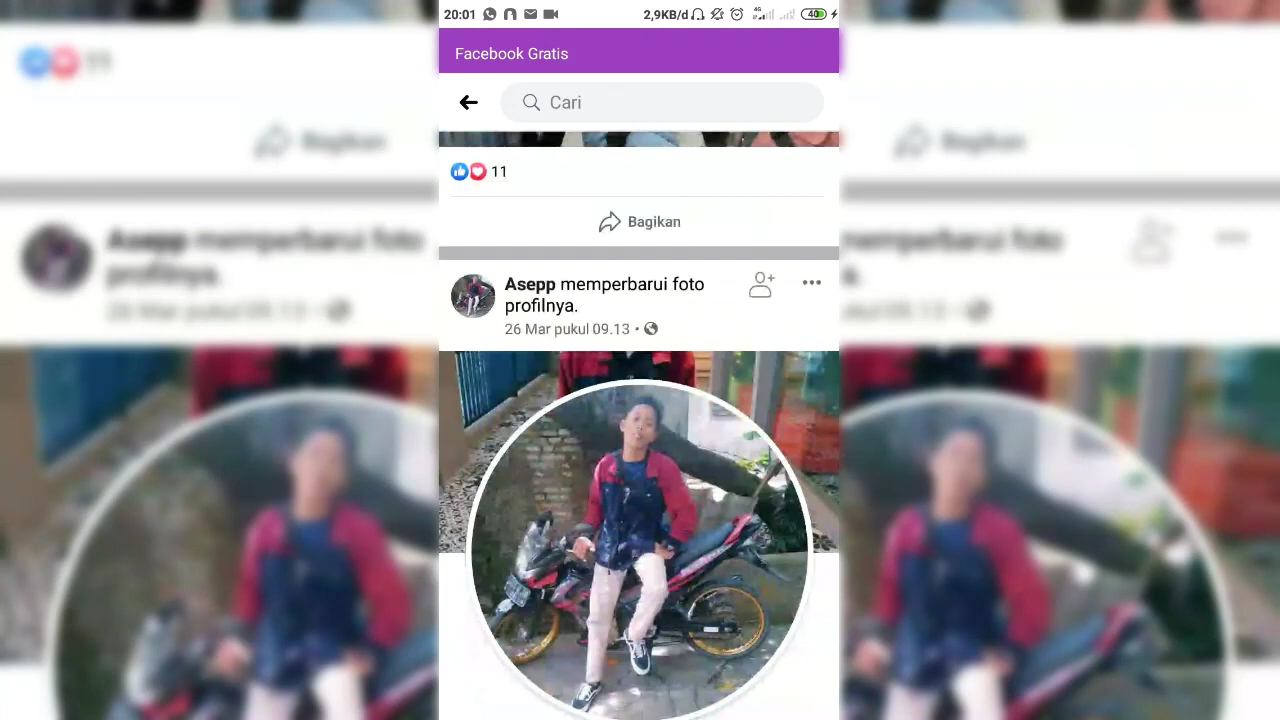 20:01 2,9KB/d 4G 40
Facebook Gratis
Cari
11
Bagikan
Asepp memperbarui foto
profilnya.
26 Mar pukul 09.13 •